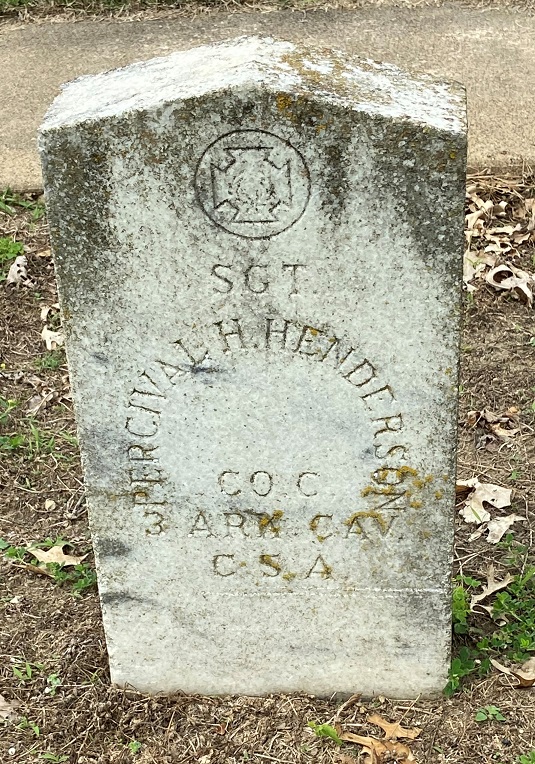 SGT
PERCIVAL H. HENDERSON
CO. C.
3 ARK. CAV.
C.S.A.